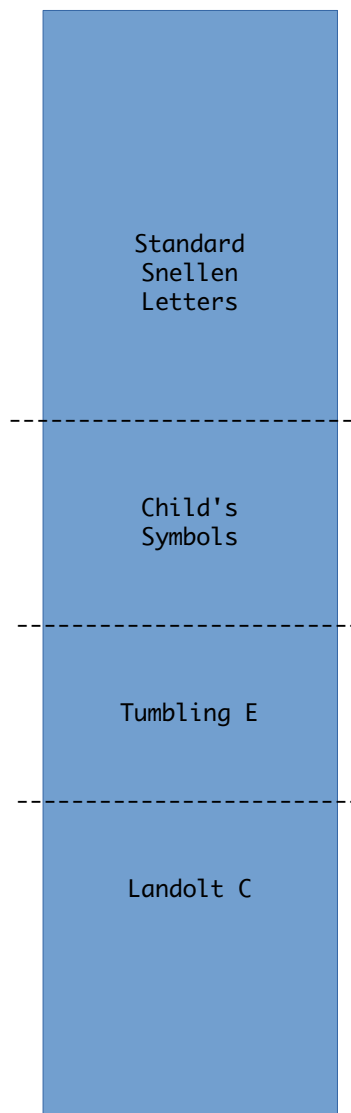 Standard
Snellen
Letters
Child's
Symbols
Tumbling E
Landolt C